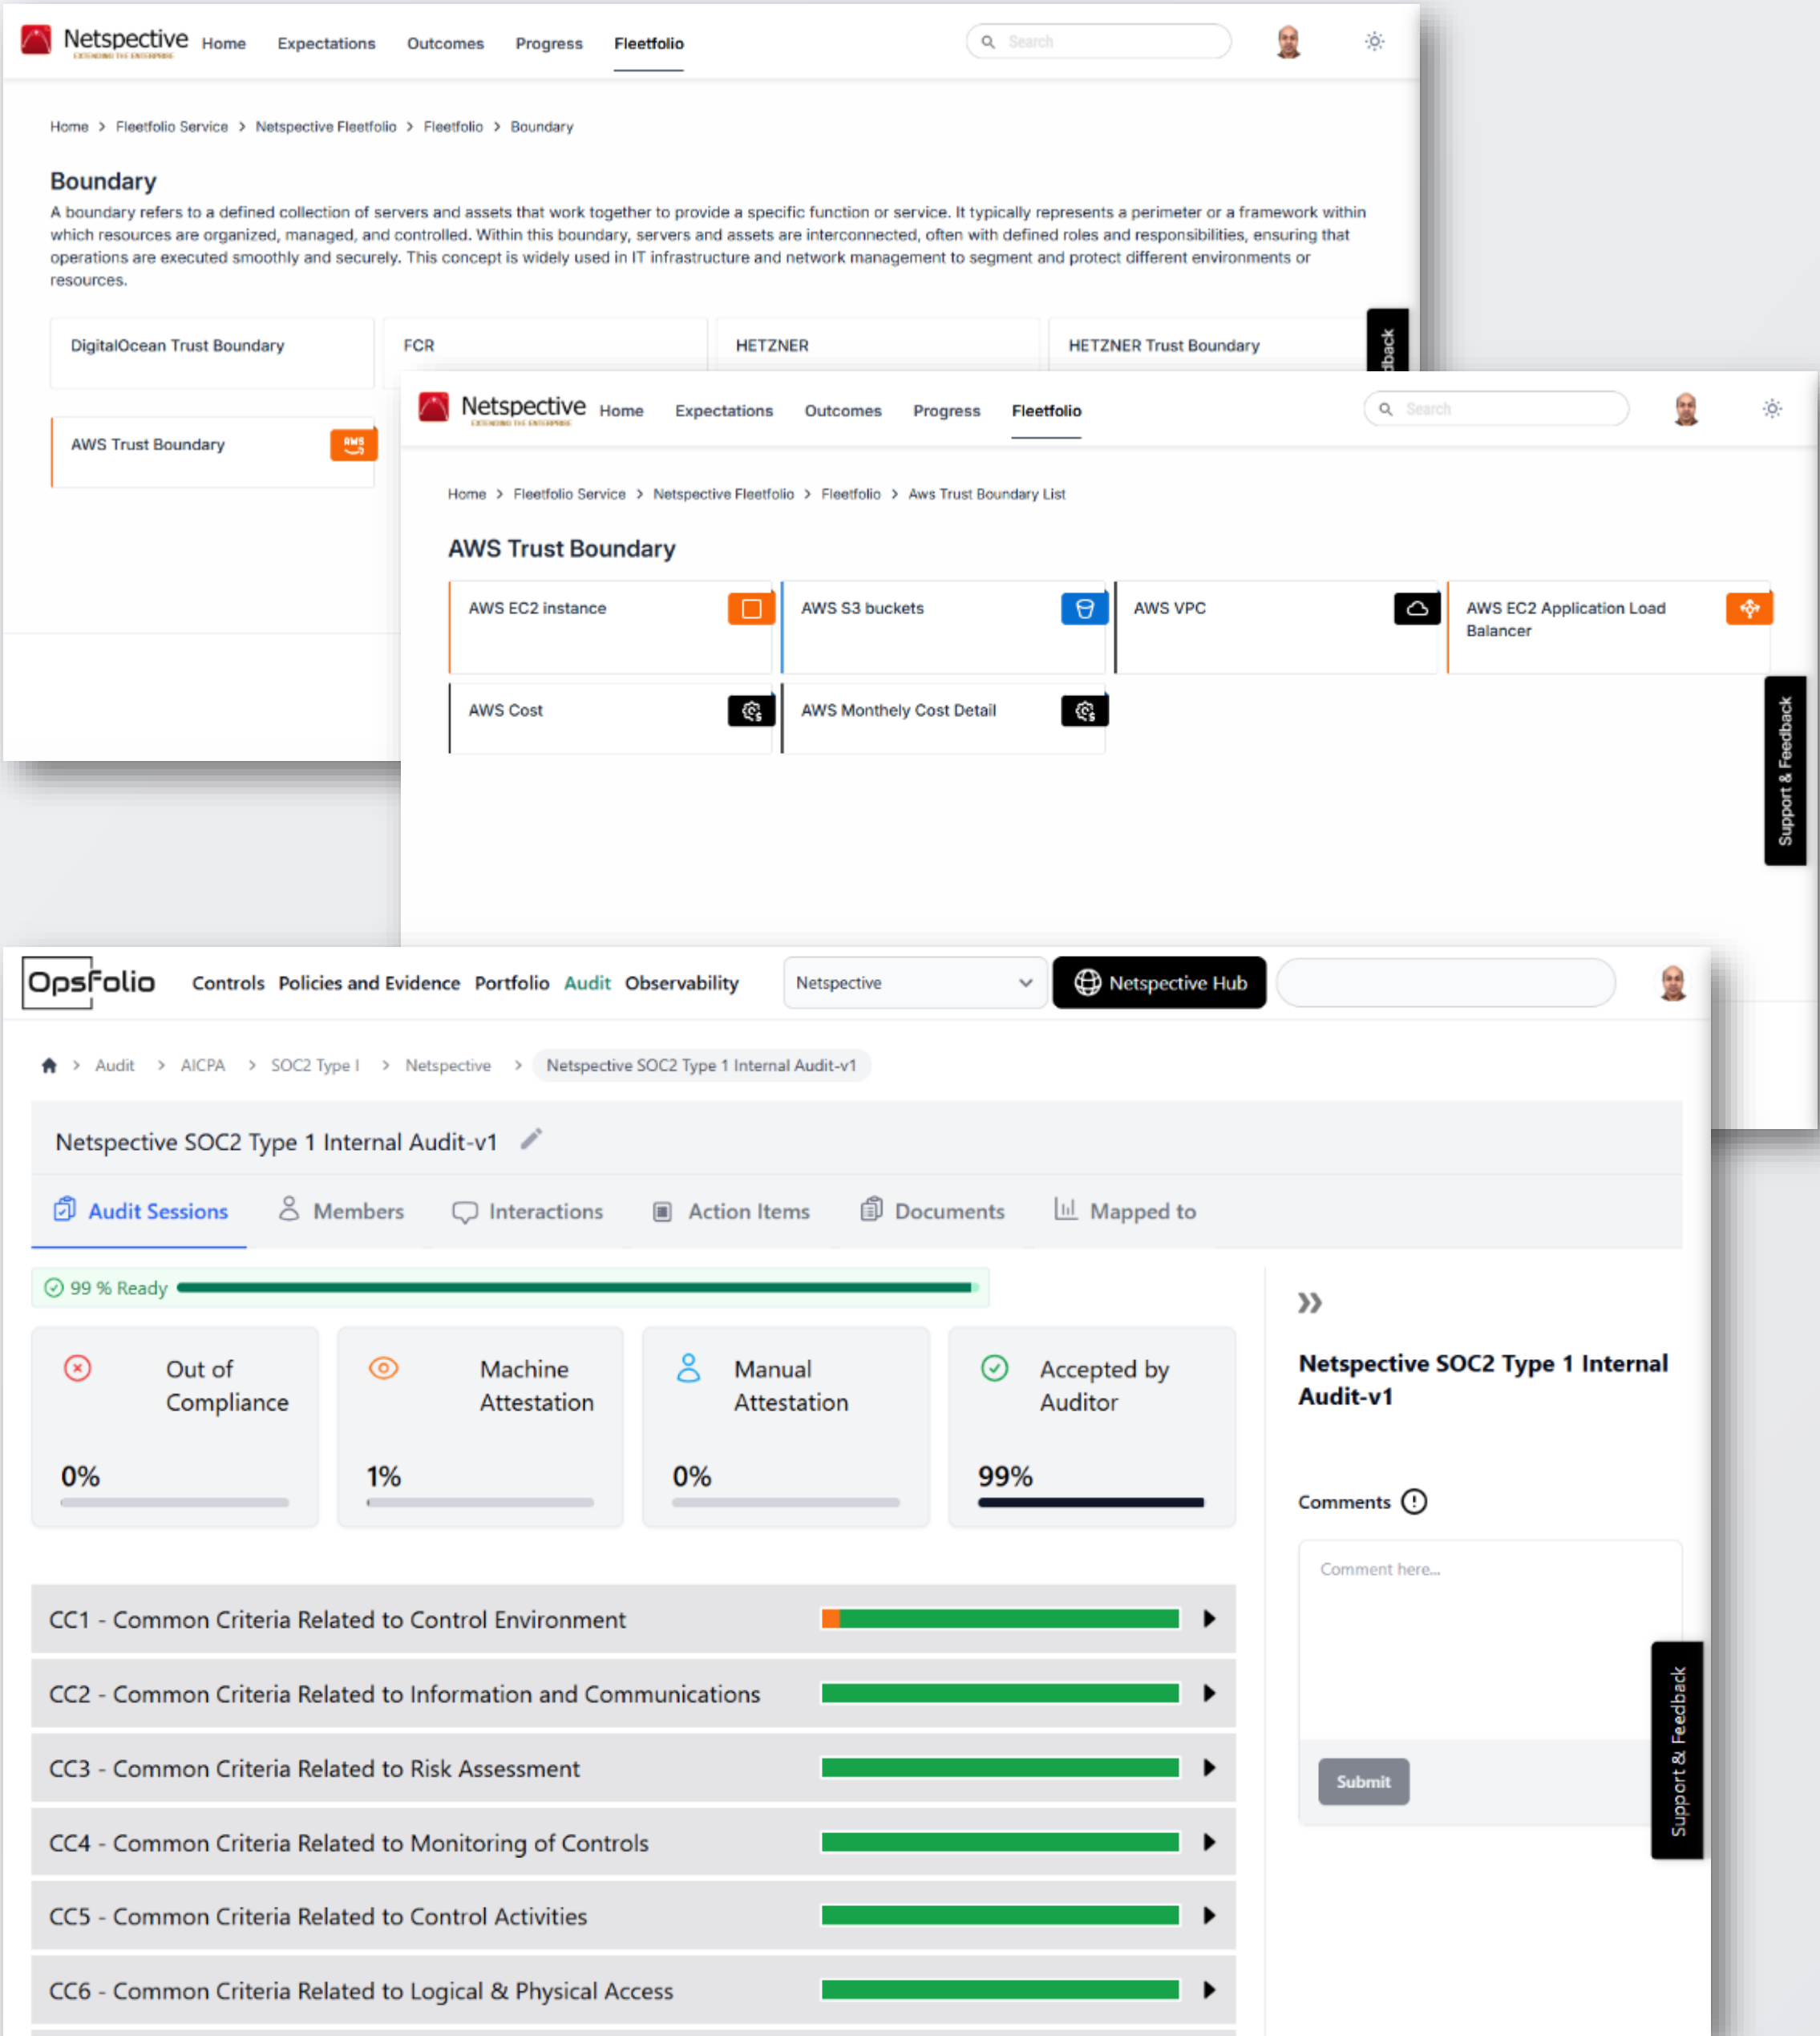 Netspective
EXTENDING THE ENTERPRISE
Home Expectations Outcomes Progress Fleetfolio
Search
Home > Fleetfolio Service > Netspective Fleetfolio > Fleetfolio > Boundary
Boundary
A boundary refers to a defined collection of servers and assets that work together to provide a specific function or service. It typically represents a perimeter or a framework within
which resources are organized, managed, and controlled. Within this boundary, servers and assets are interconnected, often with defined roles and responsibilities, ensuring that
operations are executed smoothly and securely. This concept is widely used in IT infrastructure and network management to segment and protect different environments or
resources.
DigitalOcean Trust Boundary
FCR
HETZNER
HETZNER Trust Boundary
dback
AWS Trust Boundary
AWS
Netspective
EXTENDING THE ENTERPRISE
Home Expectations Outcomes Progress Fleetfolio
Search
Home > Fleetfolio Service > Netspective Fleetfolio > Fleetfolio > Aws Trust Boundary List
AWS Trust Boundary
AWS EC2 instance
AWS S3 buckets
AWS VPC
AWS EC2 Application Load
Balancer
AWS Cost
AWS Monthely Cost Detail
Support & Feedback
OpsFolio
Controls Policies and Evidence Portfolio Audit Observability
Netspective
Netspective Hub
> Audit > AICPA > SOC2 Type I > Netspective > Netspective SOC2 Type 1 Internal Audit-v1
Netspective SOC2 Type 1 Internal Audit-v1
Audit Sessions Members Interactions Action Items Documents Mapped to
99 % Ready
Out of
Compliance
0%
Machine
Attestation
1%
Manual
Attestation
0%
Accepted by
Auditor
99%
Netspective SOC2 Type 1 Internal
Audit-v1
Comments
Comment here...
Submit
Support & Feedback
CC1 - Common Criteria Related to Control Environment
CC2 - Common Criteria Related to Information and Communications
CC3 - Common Criteria Related to Risk Assessment
CC4 - Common Criteria Related to Monitoring of Controls
CC5 - Common Criteria Related to Control Activities
CC6 - Common Criteria Related to Logical & Physical Access